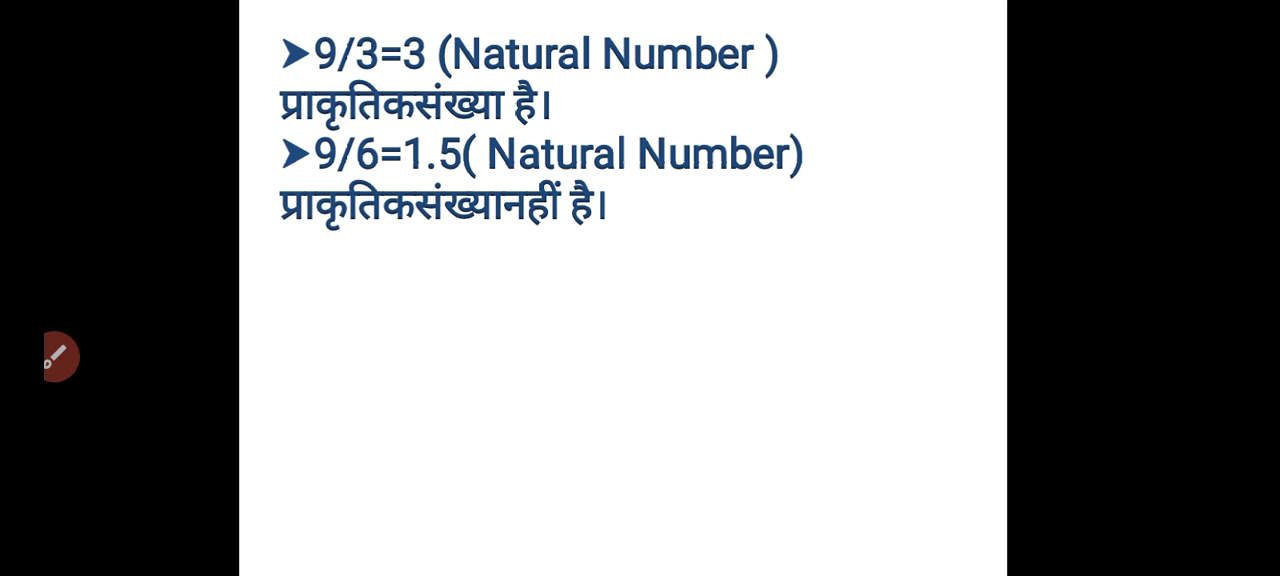 ➤9/3=3 (Natural Number )
प्राकृतिकसंख्या है।
➤9/6=1.5( Natural Number)
प्राकृतिकसंख्यानहीं है।